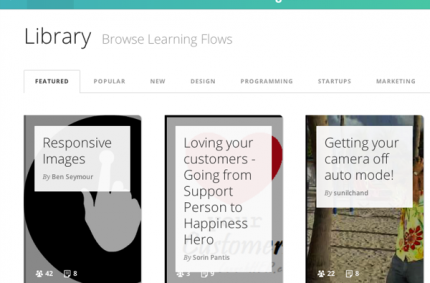 Library Browse Learning Flows
FEATURED POPULAR NEW DESIGN PROGRAMMING STARTUPS MARKETING
Responsive
Images
By Ben Seymour
42 8
Loving your
customers -
Going from
Support
Person to
Happiness
Hero
By Sorin Pantis
3 9
Getting your
camera off
auto mode!
By sunilchand
22 8